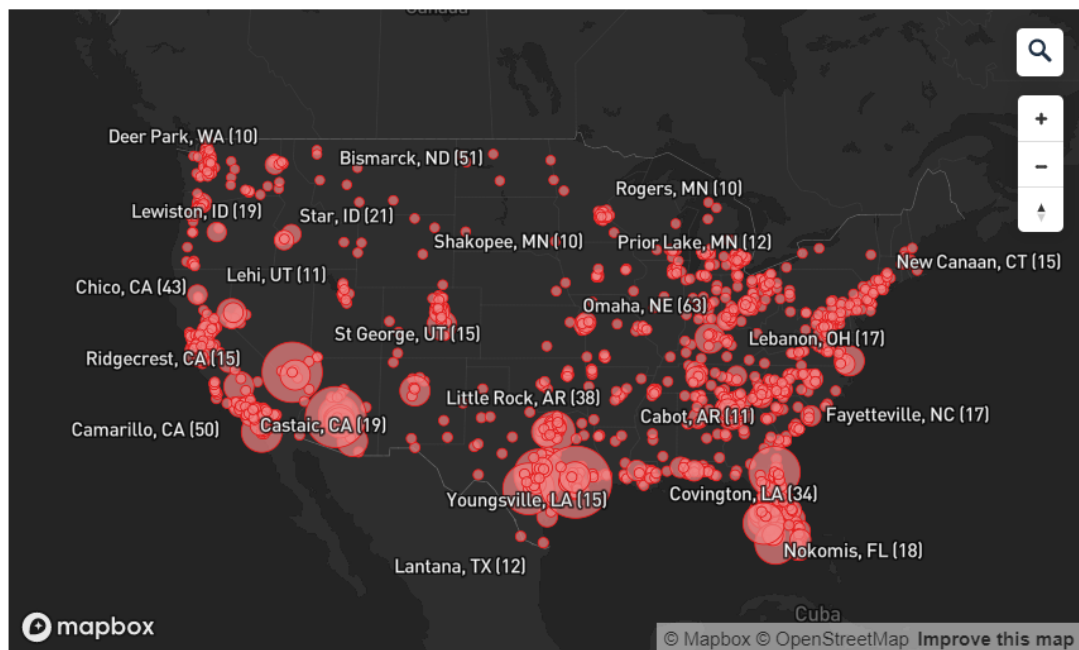 Canada
Deer Park, WA (10)
Bismarck, ND (51)
Rogers, MN (10)
Lewiston, ID (19)
Star, ID (21)
Shakopee, MN (10)
Prior Lake, MN (12)
New Canaan, CT (15)
Lehi, UT (11)
Chico, CA (43)
Omaha, NE (63)
St George, UT (15)
Lebanon, OH (17)
Ridgecrest, CA (15)
Little Rock, AR (38)
Cabot, AR (11)
Fayetteville, NC (17)
Camarillo, CA (50)
Castaic, CA (19)
Youngsville, LA (15)
Covington, LA (34)
Nokomis, FL (18)
Lantana, TX (12)
Cuba
mapbox
© Mapbox © OpenStreetMap Improve this map